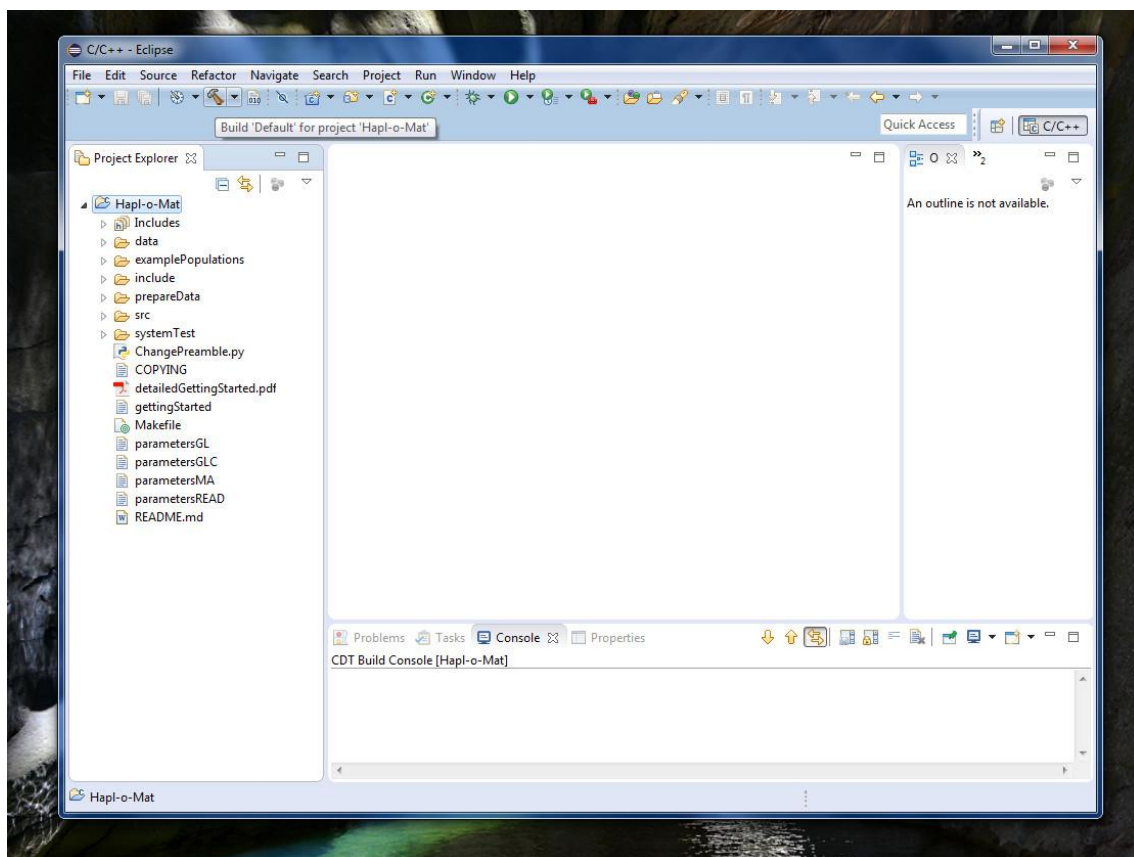 C/C++ - Eclipse
File Edit Source Refactor Navigate Search Project Run Window Help
Build 'Default' for project 'Hapl-o-Mat'
Quick Access
C/C++
Project Explorer
O
2
Hapl-o-Mat
An outline is not available.
Includes
data
examplePopulations
include
prepareData
src
systemTest
ChangePreamble.py
COPYING
detailedGettingStarted.pdf
gettingStarted
Makefile
parametersGL
parametersGLC
parametersMA
parametersREAD
README.md
Problems Tasks Console Properties
CDT Build Console [Hapl-o-Mat]
Hapl-o-Mat